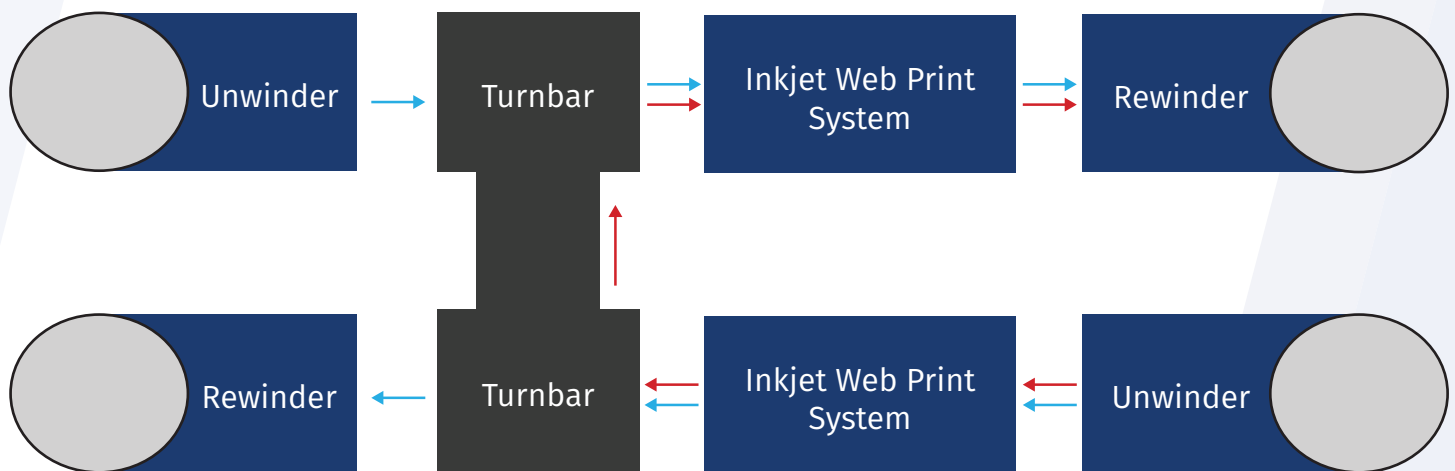 Unwinder
Turnbar
Inkjet Web Print
System
Rewinder
Rewinder
Turnbar
Inkjet Web Print
System
Unwinder